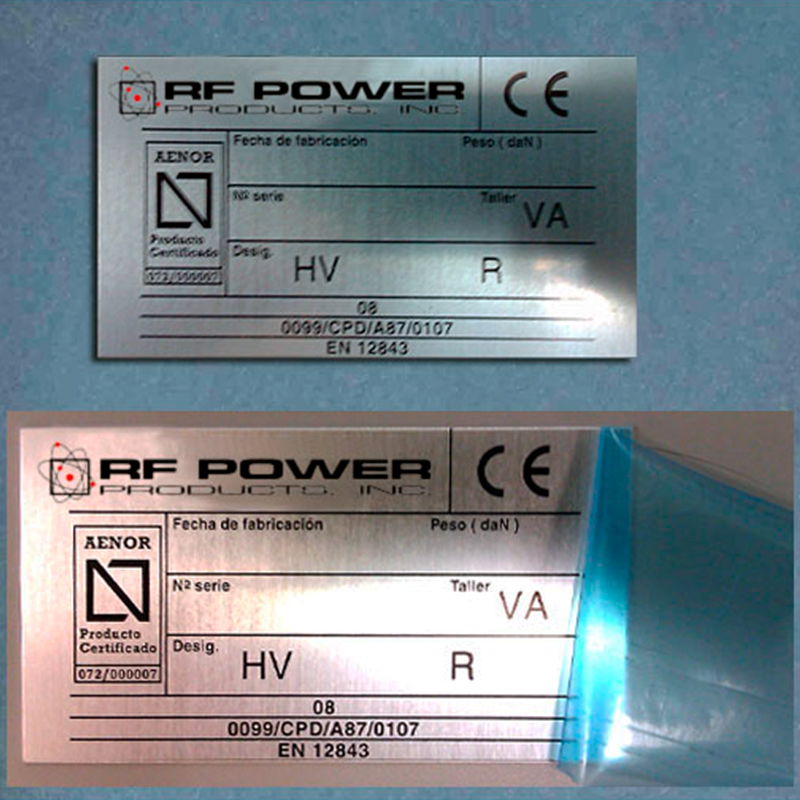 RF POWER
PRODUCTS, INC.
CE
Fecha de fabricación Peso ( daN )
AENOR
Nº serie Taller VA
Producto
Certificado
Desig. HV R
072/000007
08
0099/CPD/A87/0107
EN 12843
RF POWER
PRODUCTS, INC.
CE
Fecha de fabricación Peso ( daN )
AENOR
Nº serie Taller VA
Producto
Certificado
Desig. HV R
072/000007
08
0099/CPD/A87/0107
EN 12843